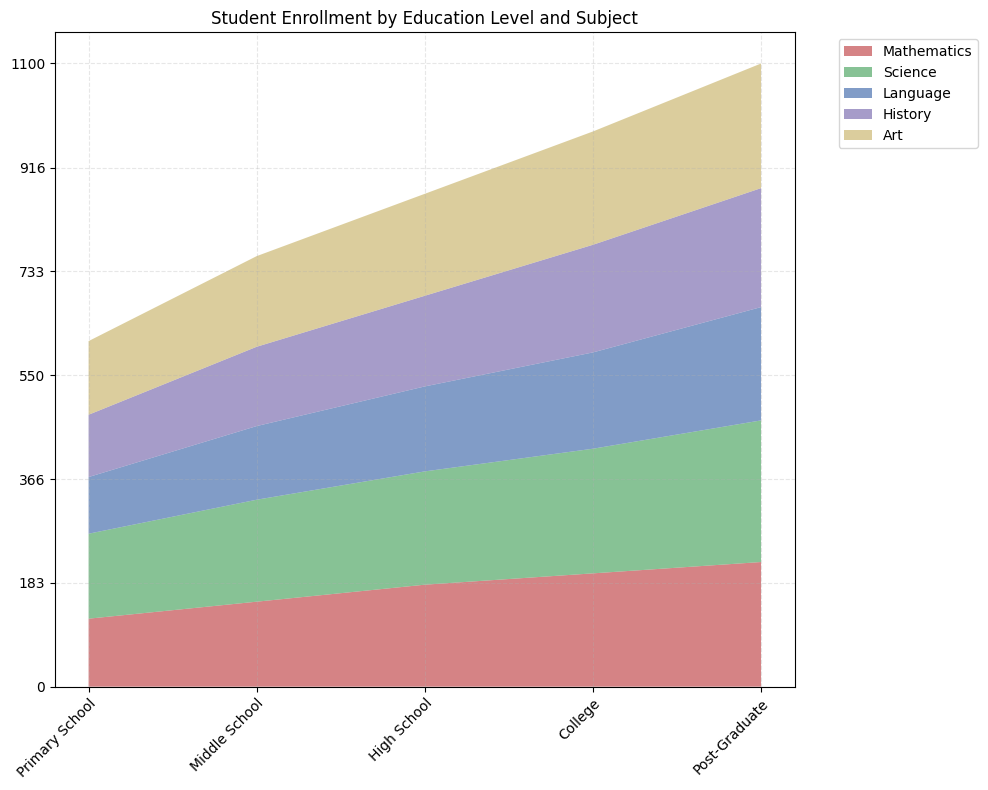 Student Enrollment by Education Level and Subject
Mathematics
Science
Language
History
Art
1100
916
733
550
366
183
0
Primary School
Middle School
High School
College
Post-Graduate